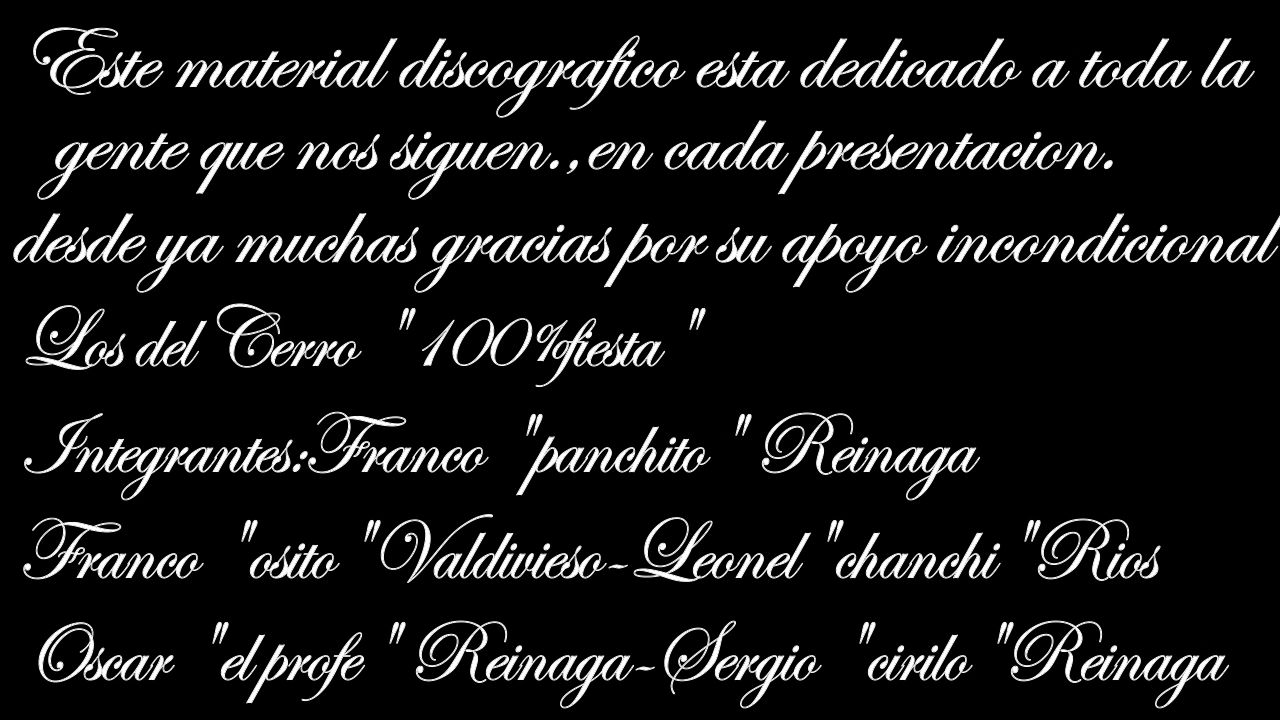 Este material discografico esta dedicado a toda la
gente que nos siguen.,en cada presentacion.
desde ya muchas gracias por su apoyo incondicional
Los del Cerro "100%fiesta"
Integrantes:Franco "panchito" Reinaga
Franco "osito" Valdivieso-Leonel "chanchi" Rios
Oscar "el profe" Reinaga-Sergio "cirilo" Reinaga